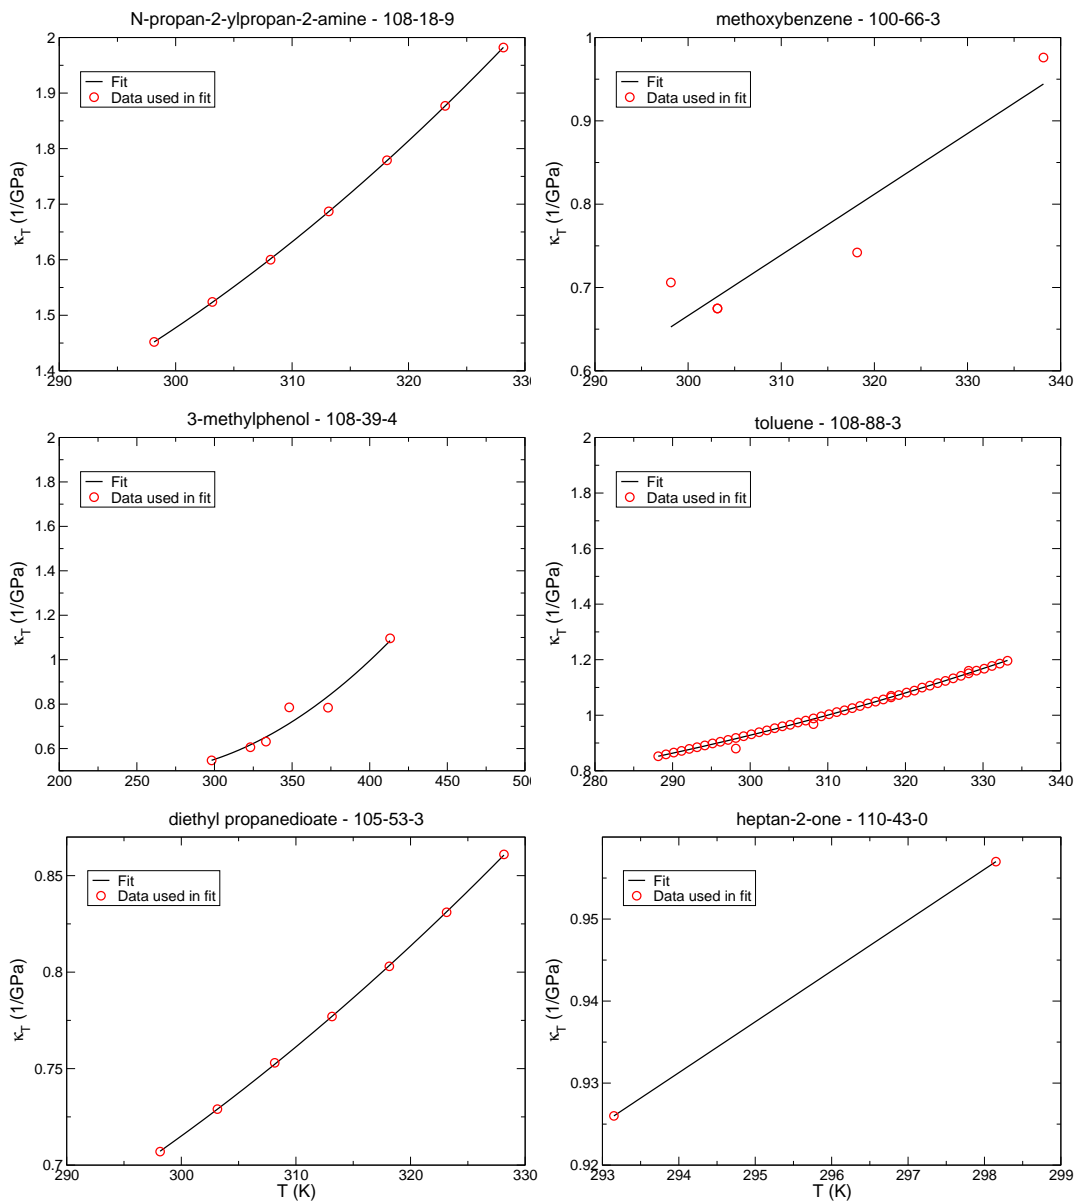 N-propan-2-ylpropan-2-amine - 108-18-9
2
1.9
1.8
1.7
1.6
1.5
1.4
κT (1/GPa)
Fit
Data used in fit
290 300 310 320 330
methoxybenzene - 100-66-3
1
0.9
0.8
0.7
0.6
κT (1/GPa)
Fit
Data used in fit
290 300 310 320 330 340
3-methylphenol - 108-39-4
2
1.8
1.6
1.4
1.2
1
0.8
0.6
κT (1/GPa)
Fit
Data used in fit
200 250 300 350 400 450 500
toluene - 108-88-3
2
1.8
1.6
1.4
1.2
1
0.8
κT (1/GPa)
Fit
Data used in fit
280 290 300 310 320 330 340
diethyl propanedioate - 105-53-3
0.85
0.8
0.75
0.7
κT (1/GPa)
Fit
Data used in fit
290 300 310 320 330
T (K)
heptan-2-one - 110-43-0
0.95
0.94
0.93
0.92
κT (1/GPa)
Fit
Data used in fit
293 294 295 296 297 298 299
T (K)